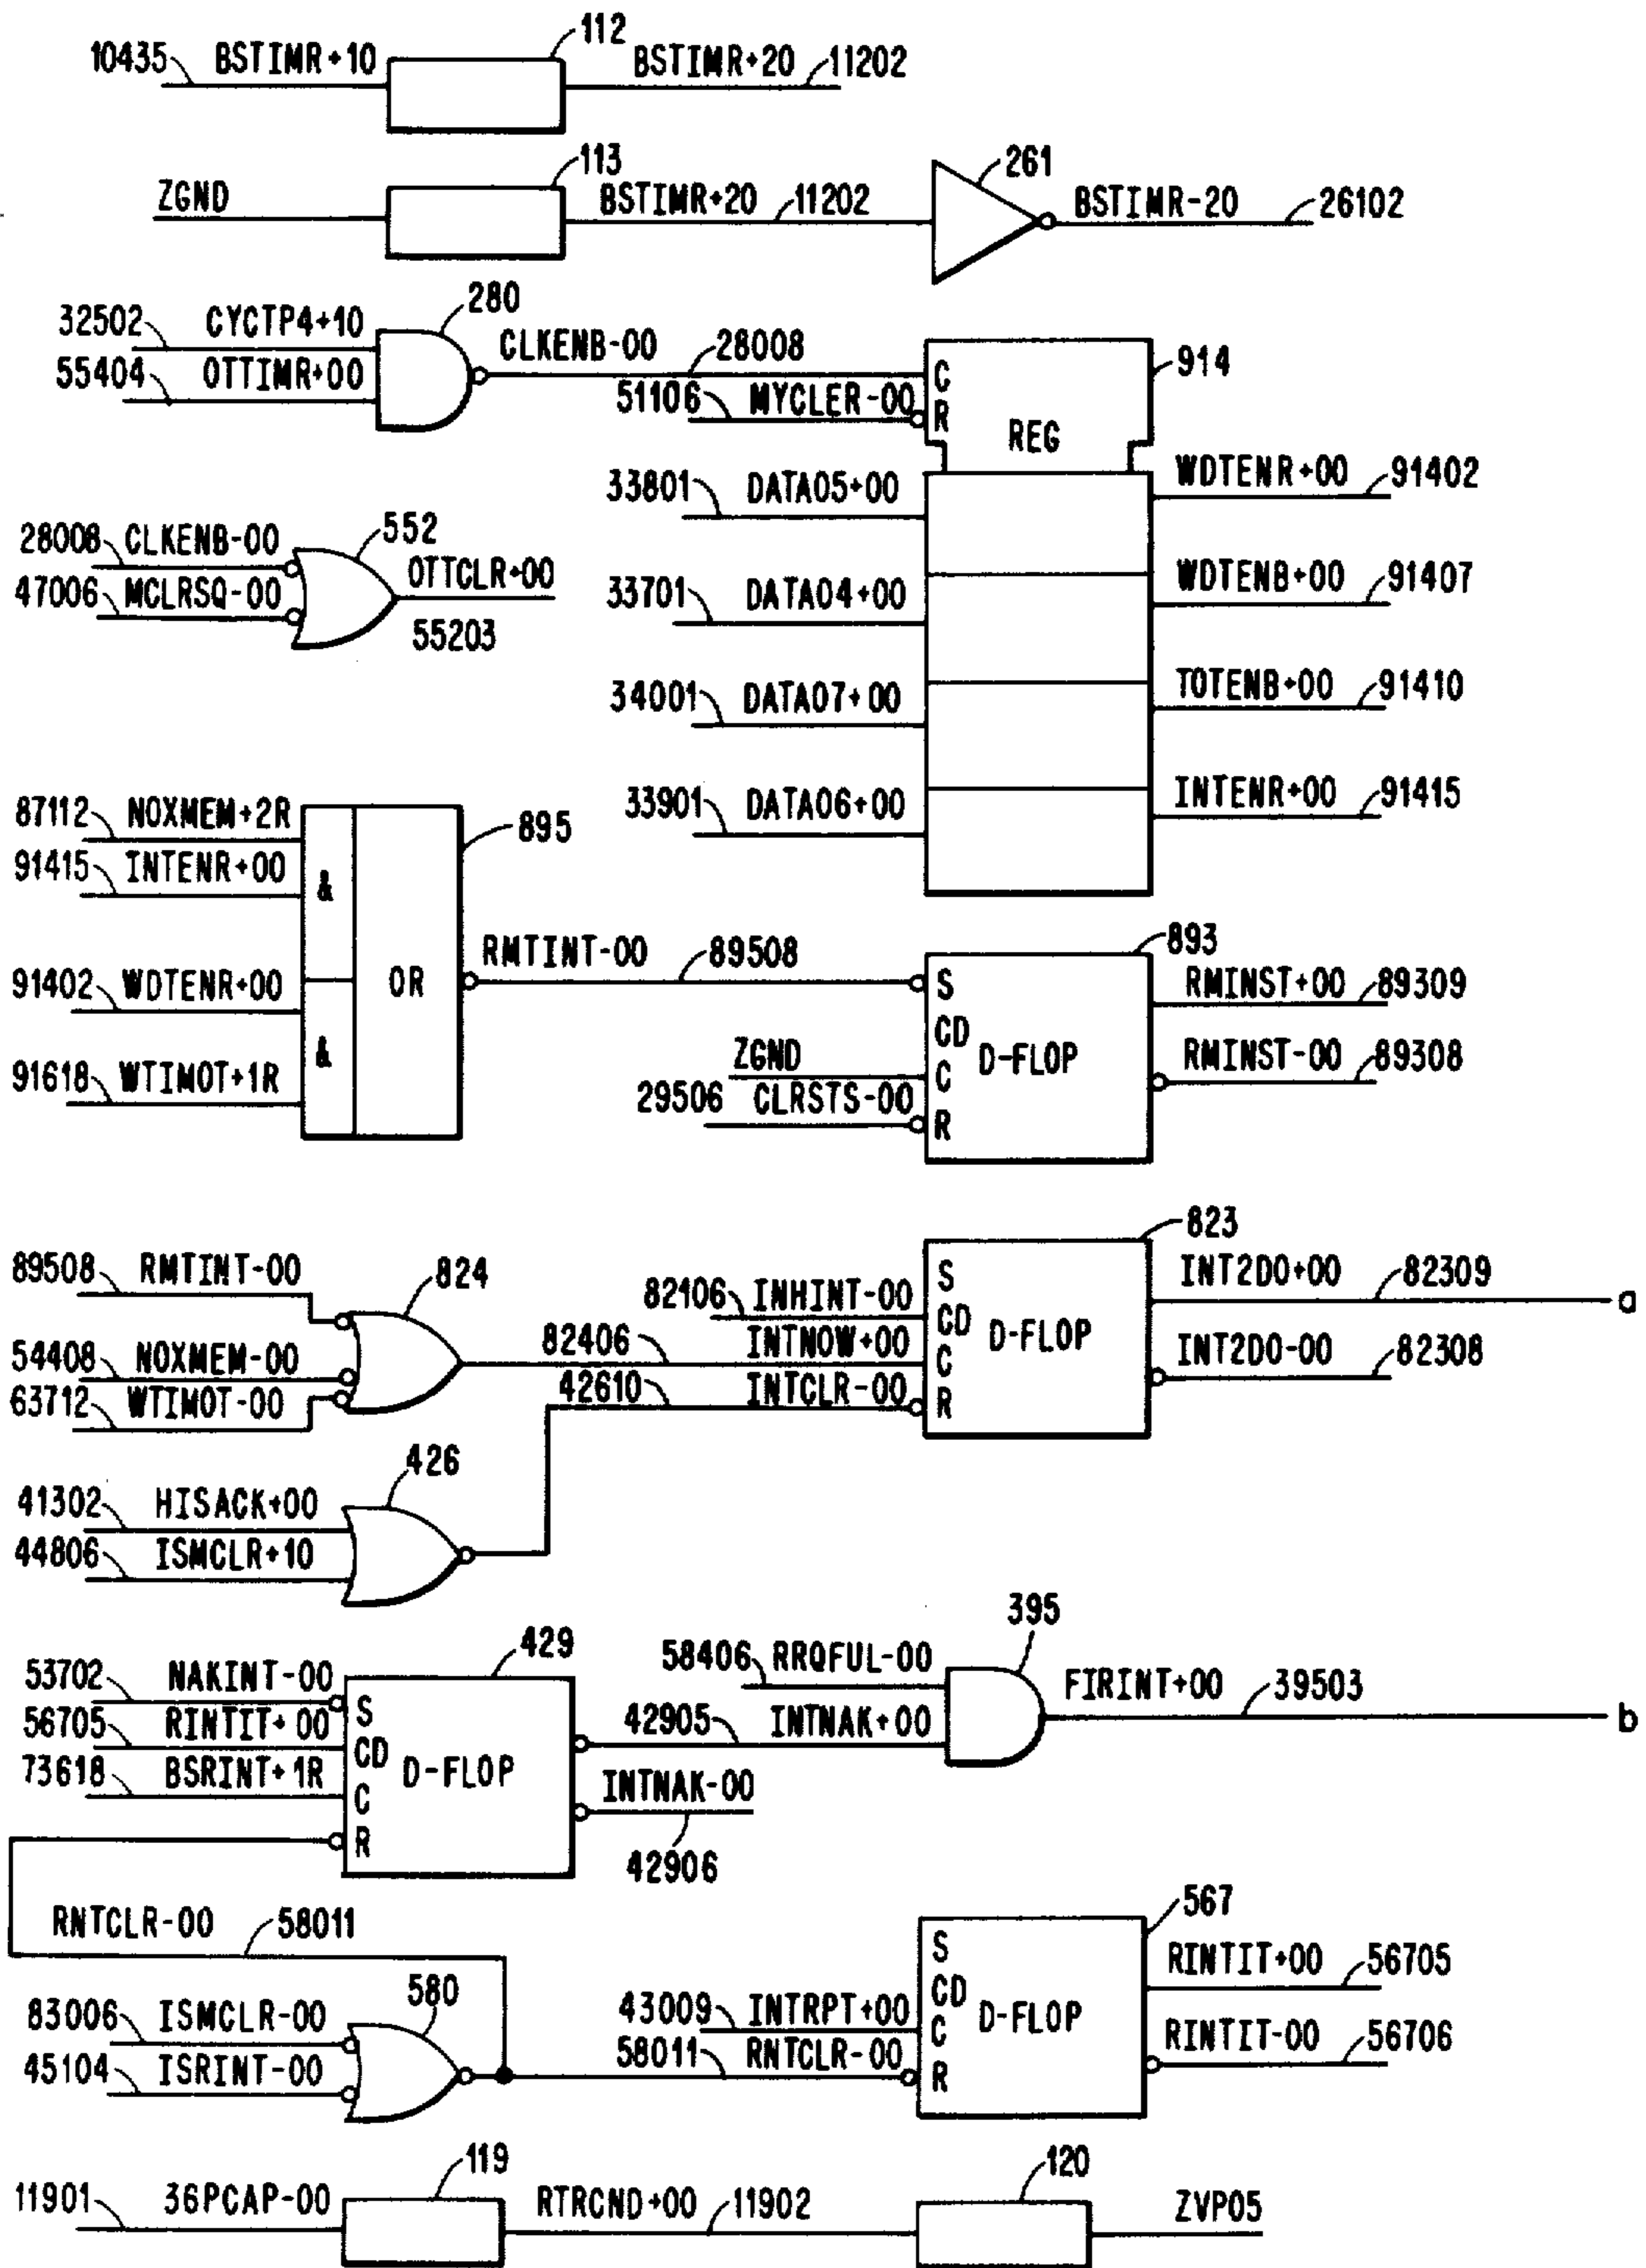 112
10435 BSTIMR+10 BSTIMR+20 11202
113
ZGND BSTIMR+20 11202 261 BSTIMR-20 26102
280
32502 CYCTP4+10 CLKENB-00 28008 C 914
55404 OTTIMR+00 51106 MYCLER-00 R REG
33801 DATA05+00 WDTENR+00 91402
28008 CLKENB-00 552 OTTCLR+00
47006 MCLRSQ-00 55203
33701 DATA04+00 WDTENB+00 91407
34001 DATA07+00 TOTENB+00 91410
33901 DATA06+00 INTENR+00 91415
87112 NOXMEM+2R 895
91415 INTENR+00 &
91402 WDTENR+00 OR RMTINT-00 89508 S 893 RMINST+00 89309
91618 WTIMOT+1R &
CD D-FLOP
ZGND C RMINST-00 89308
29506 CLRSTS-00 R
823
89508 RMTINT-00 824 S INT2DO+00 82309 a
82106 INHINT-00 CD D-FLOP
54408 NOXMEM-00 82406 INTNOW+00 C INT2DO-00 82308
63712 WTIMOT-00 42610 INTCLR-00 R
426
41302 HISACK+00
44806 ISMCLR+10
429 395
53702 NAKINT-00 S 58406 RRQFUL-00 FIRINT+00 39503 b
56705 RINTIT+00 CD D-FLOP 42905 INTNAK+00
73618 BSRINT+1R C INTNAK-00
R 42906
RNTCLR-00 58011
567
S RINTIT+00 56705
580 CD D-FLOP
83006 ISMCLR-00 43009 INTRPT+00 C RINTIT-00 56706
45104 ISRINT-00 58011 RNTCLR-00 R
119 120
11901 36PCAP-00 RTRCND+00 11902 ZVP05